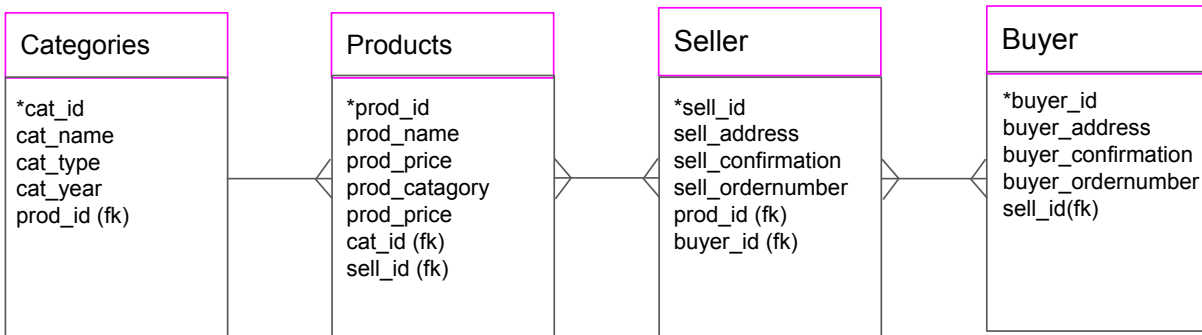 Categories
*cat_id
cat_name
cat_type
cat_year
prod_id (fk)
Products
*prod_id
prod_name
prod_price
prod_catagory
prod_price
cat_id (fk)
sell_id (fk)
Seller
*sell_id
sell_address
sell_confirmation
sell_ordernumber
prod_id (fk)
buyer_id (fk)
Buyer
*buyer_id
buyer_address
buyer_confirmation
buyer_ordernumber
sell_id(fk)